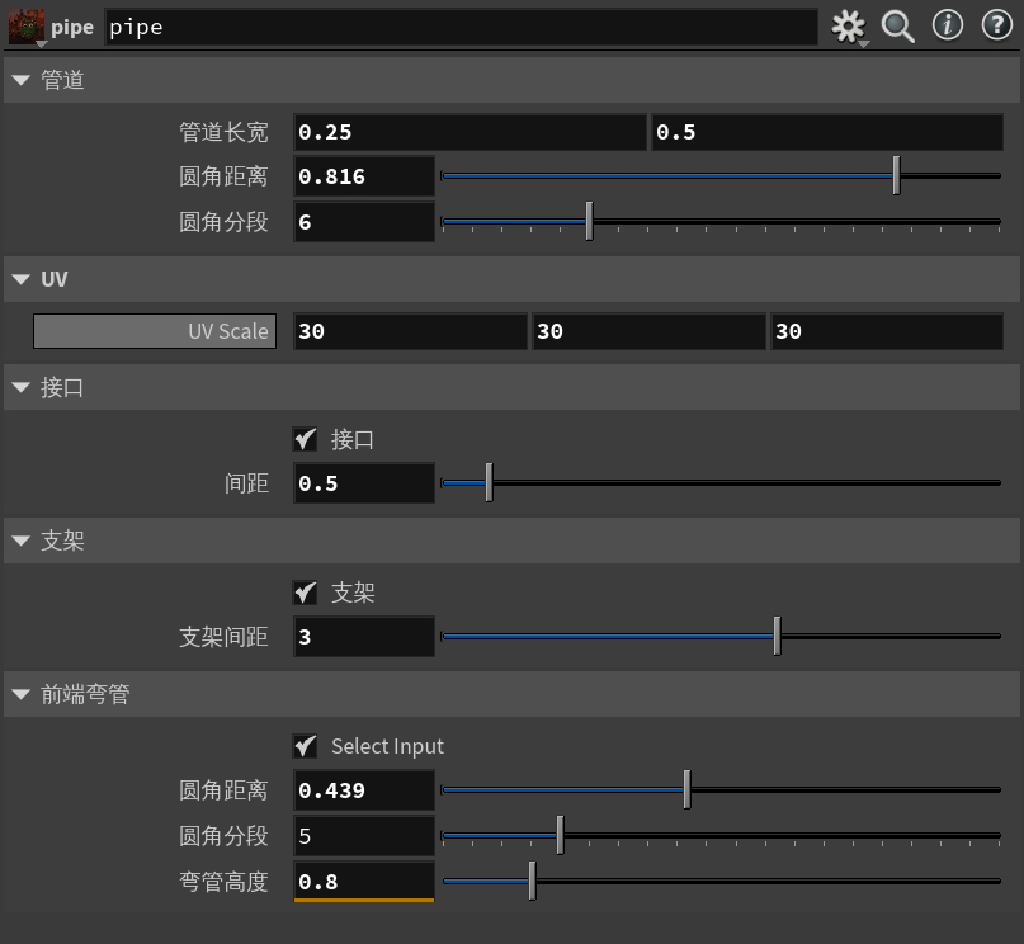 pipe pipe
管道
管道长宽 0.25 0.5
圆角距离 0.816
圆角分段 6
UV
UV Scale 30 30 30
接口
接口
间距 0.5
支架
支架
支架间距 3
前端弯管
Select Input
圆角距离 0.439
圆角分段 5
弯管高度 0.8